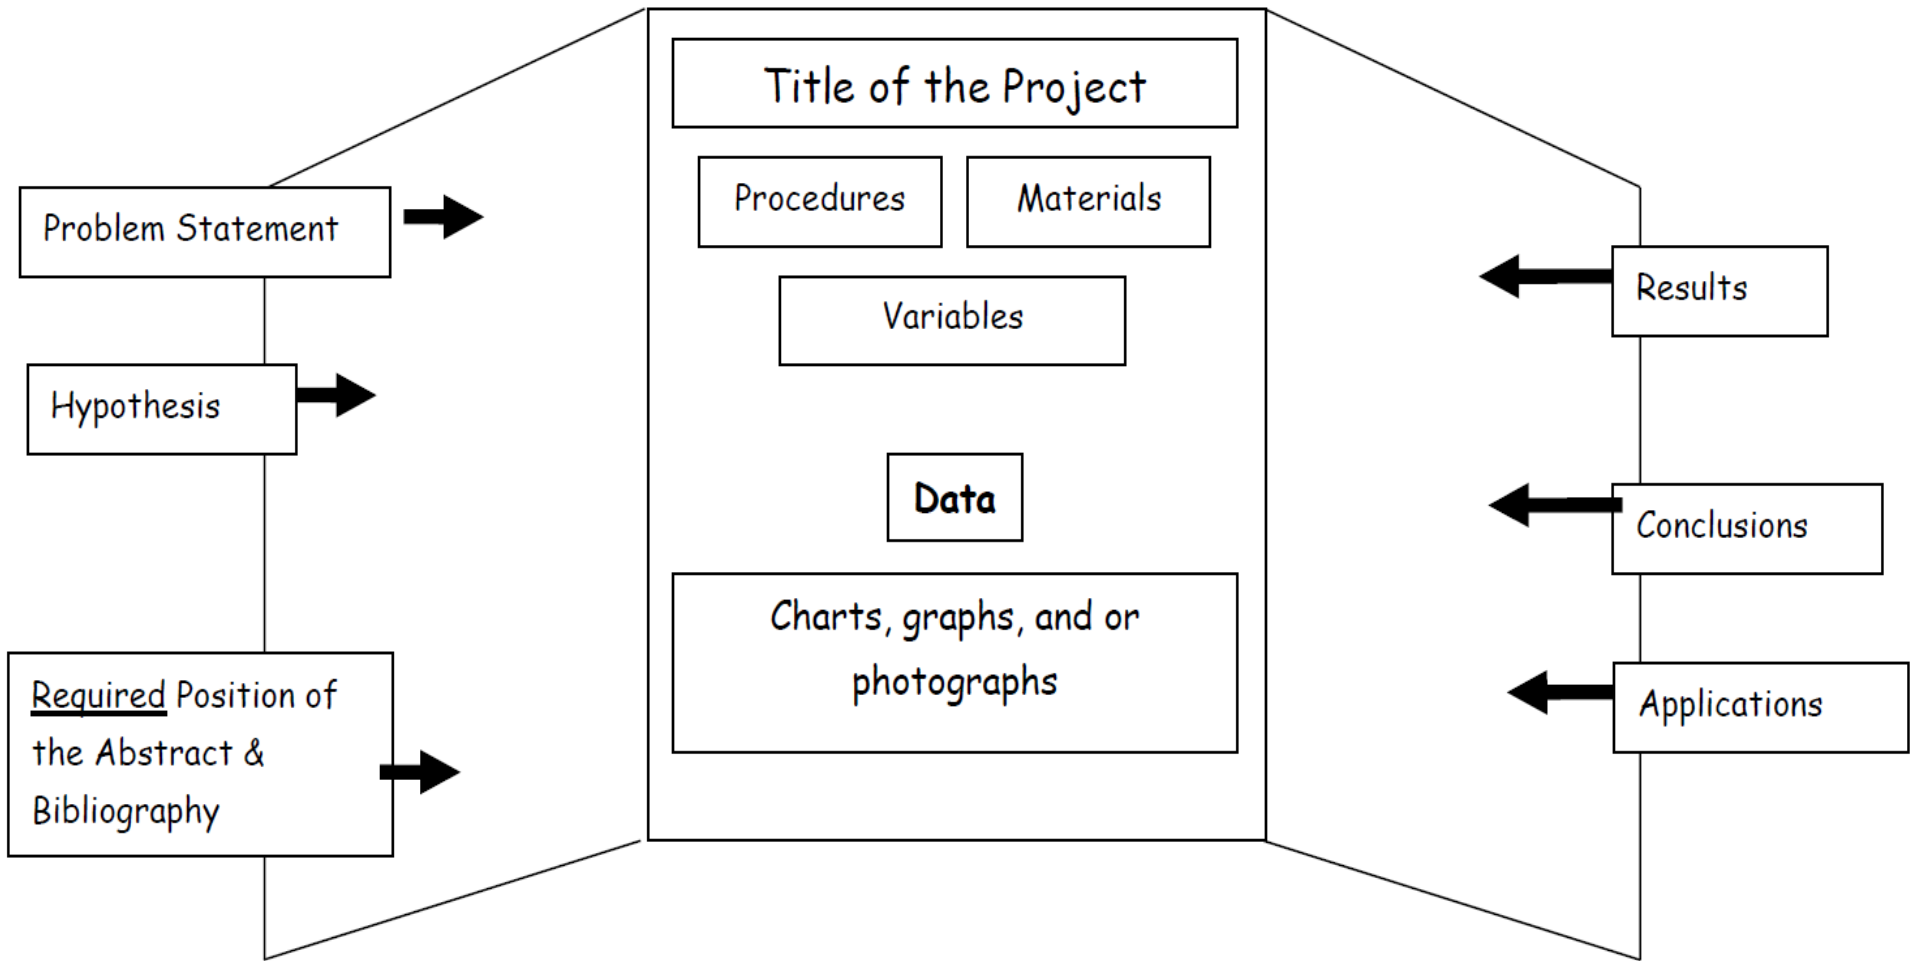 Title of the Project
Procedures
Materials
Variables
Data
Charts, graphs, and or
photographs
Problem Statement
Hypothesis
Required Position of
the Abstract &
Bibliography
Results
Conclusions
Applications